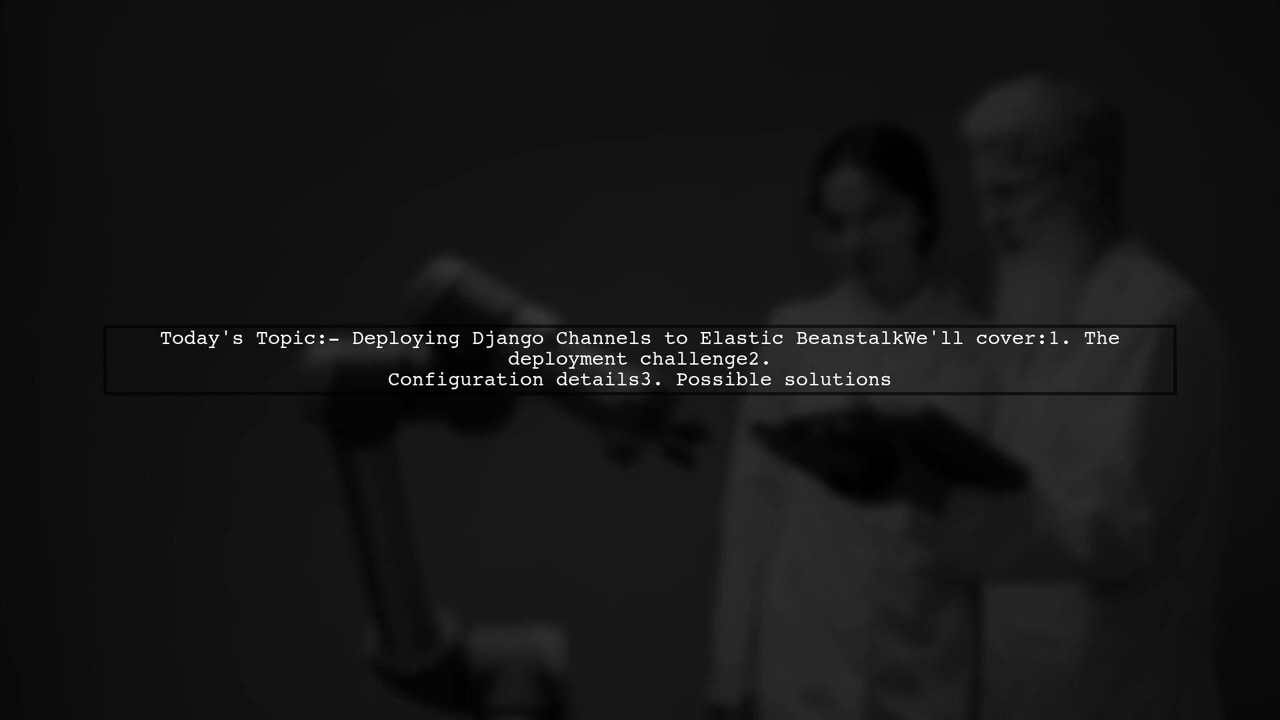 Today's Topic:- Deploying Django Channels to Elastic BeanstalkWe'll cover:1. The
deployment challenge2.
Configuration details3. Possible solutions